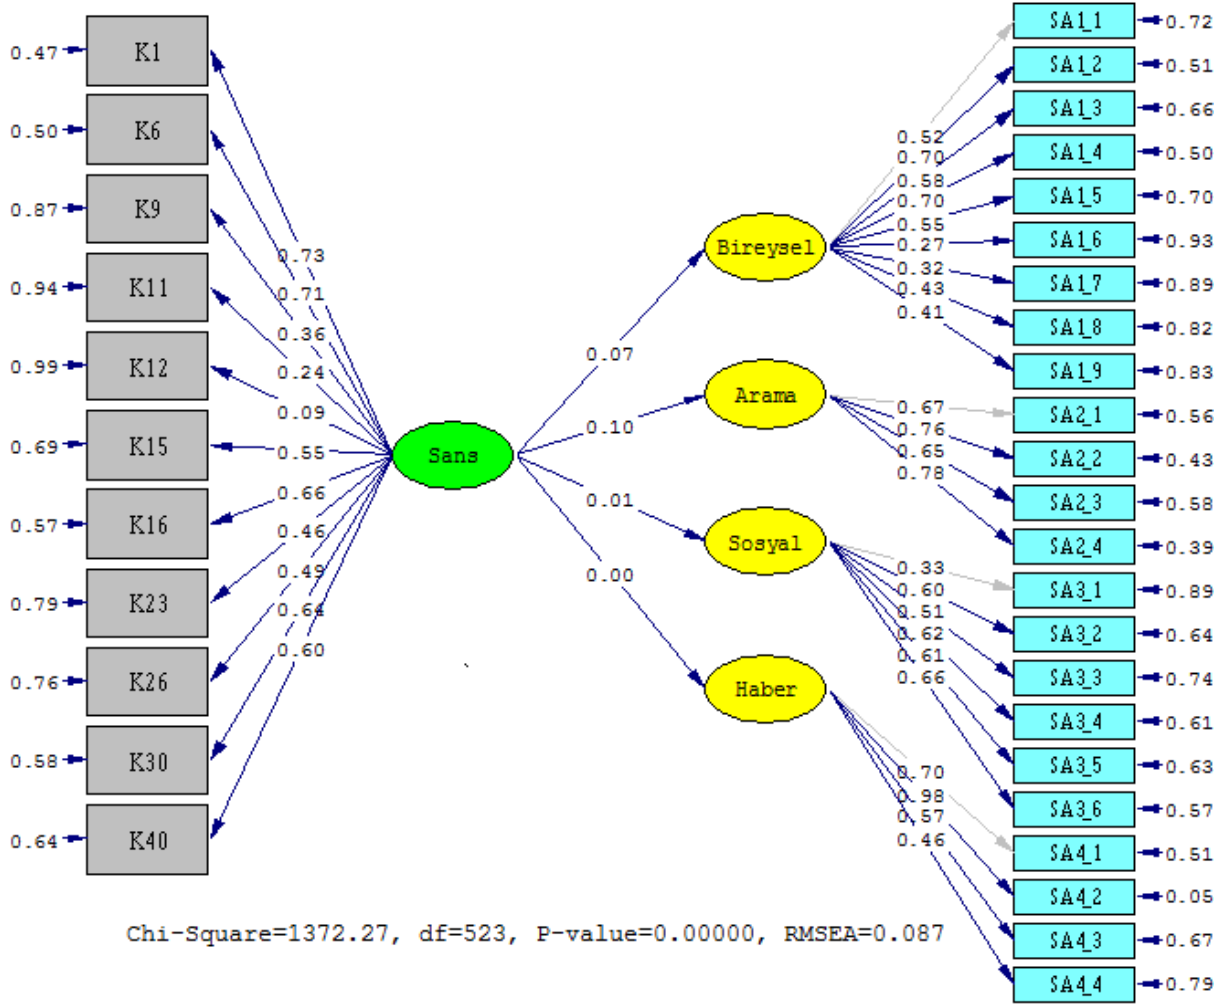 0.47 K1
0.50 K6
0.87 K9
0.94 K11
0.99 K12
0.69 K15
0.57 K16
0.79 K23
0.76 K26
0.58 K30
0.64 K40
0.73
0.71
0.36
0.24
0.09
0.55
0.66
0.46
0.49
0.64
0.60
Sans
0.07
0.10
0.01
0.00
Bireysel
Arama
Sosyal
Haber
0.52
0.70
0.58
0.70
0.55
0.27
0.32
0.43
0.41
0.67
0.76
0.65
0.78
0.33
0.60
0.51
0.62
0.61
0.66
0.70
0.98
0.57
0.46
SA1_1 0.72
SA1_2 0.51
SA1_3 0.66
SA1_4 0.50
SA1_5 0.70
SA1_6 0.93
SA1_7 0.89
SA1_8 0.82
SA1_9 0.83
SA2_1 0.56
SA2_2 0.43
SA2_3 0.58
SA2_4 0.39
SA3_1 0.89
SA3_2 0.64
SA3_3 0.74
SA3_4 0.61
SA3_5 0.63
SA3_6 0.57
SA4_1 0.51
SA4_2 0.05
SA4_3 0.67
SA4_4 0.79
Chi-Square=1372.27, df=523, P-value=0.00000, RMSEA=0.087